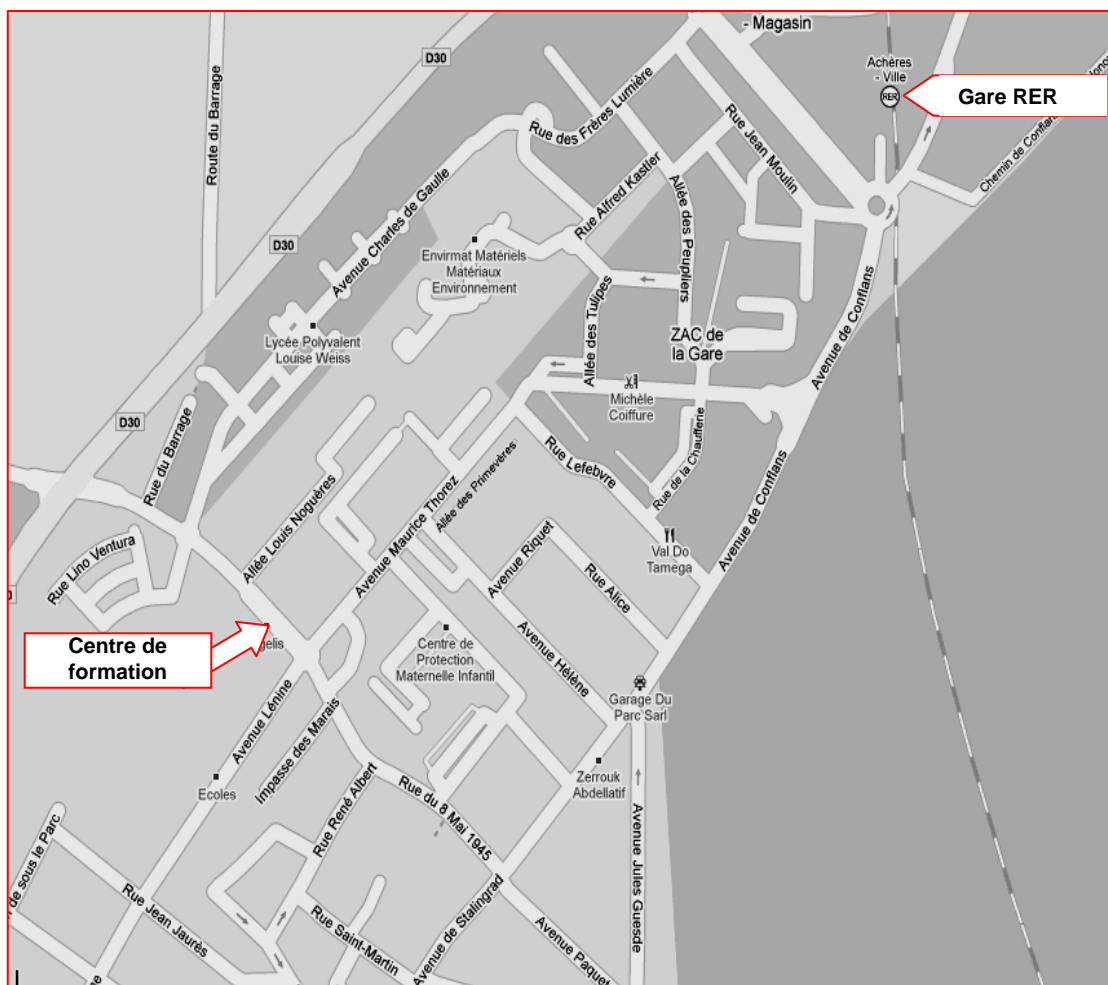 - Magasin
D30
Achères
- Ville
RER
Gare RER
Route du Barrage
Rue des Frères Lumière
Rue Jean Moulin
Chemin de Conflans
Avenue Charles de Gaulle
Rue Alfred Kastler
Allée des Peupliers
D30
Envirmat Matériels
Matériaux
Environnement
Allée des Tulipes
Avenue de Conflans
Lycée Polyvalent
Louise Weiss
ZAC de
la Gare
Michèle
Coiffure
D30
Rue du Barrage
Rue Lefebvre
Rue de la Chaufferie
Allée des Primevères
Allée Louis Noguères
Avenue Maurice Thorez
Avenue de Conflans
Val Do
Tamega
Rue Lino Ventura
Avenue Riquet
Rue Alice
Centre de
formation
Centre de
Protection
Maternelle Infantil
Avenue Hélène
Garage Du
Parc Sarl
Avenue Lénine
Impasse des Marais
Zerrouk
Abdellatif
Ecoles
Rue René Albert
Rue du 8 Mai 1945
Avenue Jules Guesde
de sous le Parc
Rue Jean Jaurès
Rue Saint-Martin
Avenue de Stalingrad
Avenue Paquet